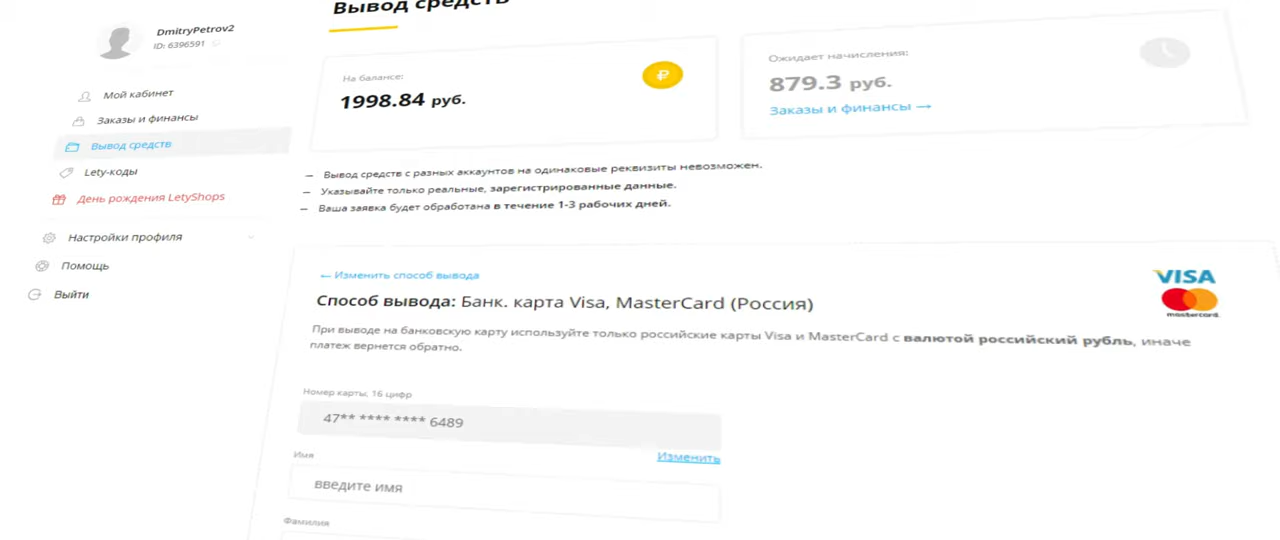 Вывод средств
DmitryPetrov2
ID: 6396591
Мой кабинет
Заказы и финансы
Вывод средств
Lety-коды
День рождения LetyShops
Настройки профиля
Помощь
Выйти
На балансе:
1998.84 руб.
₽
Ожидает начисления:
879.3 руб.
Заказы и финансы →
— Вывод средств с разных аккаунтов на одинаковые реквизиты невозможен.
— Указывайте только реальные, зарегистрированные данные.
— Ваша заявка будет обработана в течение 1-3 рабочих дней.
← Изменить способ вывода
Способ вывода: Банк. карта Visa, MasterCard (Россия)
VISA
mastercard.
При выводе на банковскую карту используйте только российские карты Visa и MasterCard с валютой российский рубль, иначе
платеж вернется обратно.
Номер карты, 16 цифр
47** **** **** 6489
Изменить
Имя
введите имя
Фамилия